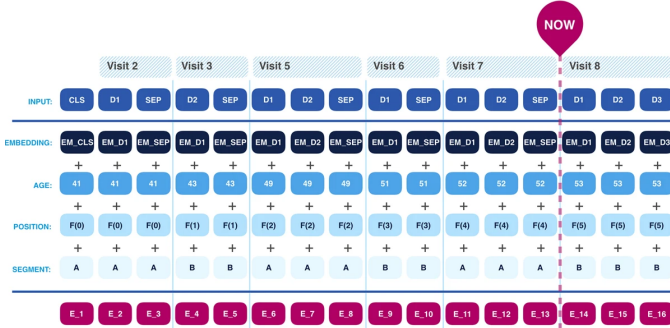 NOW
Visit 2 Visit 3 Visit 5 Visit 6 Visit 7 Visit 8
INPUT: CLS D1 SEP D2 SEP D1 D2 SEP D1 SEP D1 D2 SEP D1 D2 D3
EMBEDDING: EM_CLS EM_D1 EM_SEP EM_D1 EM_SEP EM_D1 EM_D2 EM_SEP EM_D1 EM_SEP EM_D1 EM_D2 EM_SEP EM_D1 EM_D2 EM_D3
+ + + + + + + + + + + + + + + +
AGE: 41 41 41 43 43 49 49 49 51 51 52 52 52 53 53 53
+ + + + + + + + + + + + + + + +
POSITION: F(0) F(0) F(0) F(1) F(1) F(2) F(2) F(2) F(3) F(3) F(4) F(4) F(4) F(5) F(5) F(5)
+ + + + + + + + + + + + + + + +
SEGMENT: A A A B B A A A B B A A A B B B
E_1 E_2 E_3 E_4 E_5 E_6 E_7 E_8 E_9 E_10 E_11 E_12 E_13 E_14 E_15 E_16